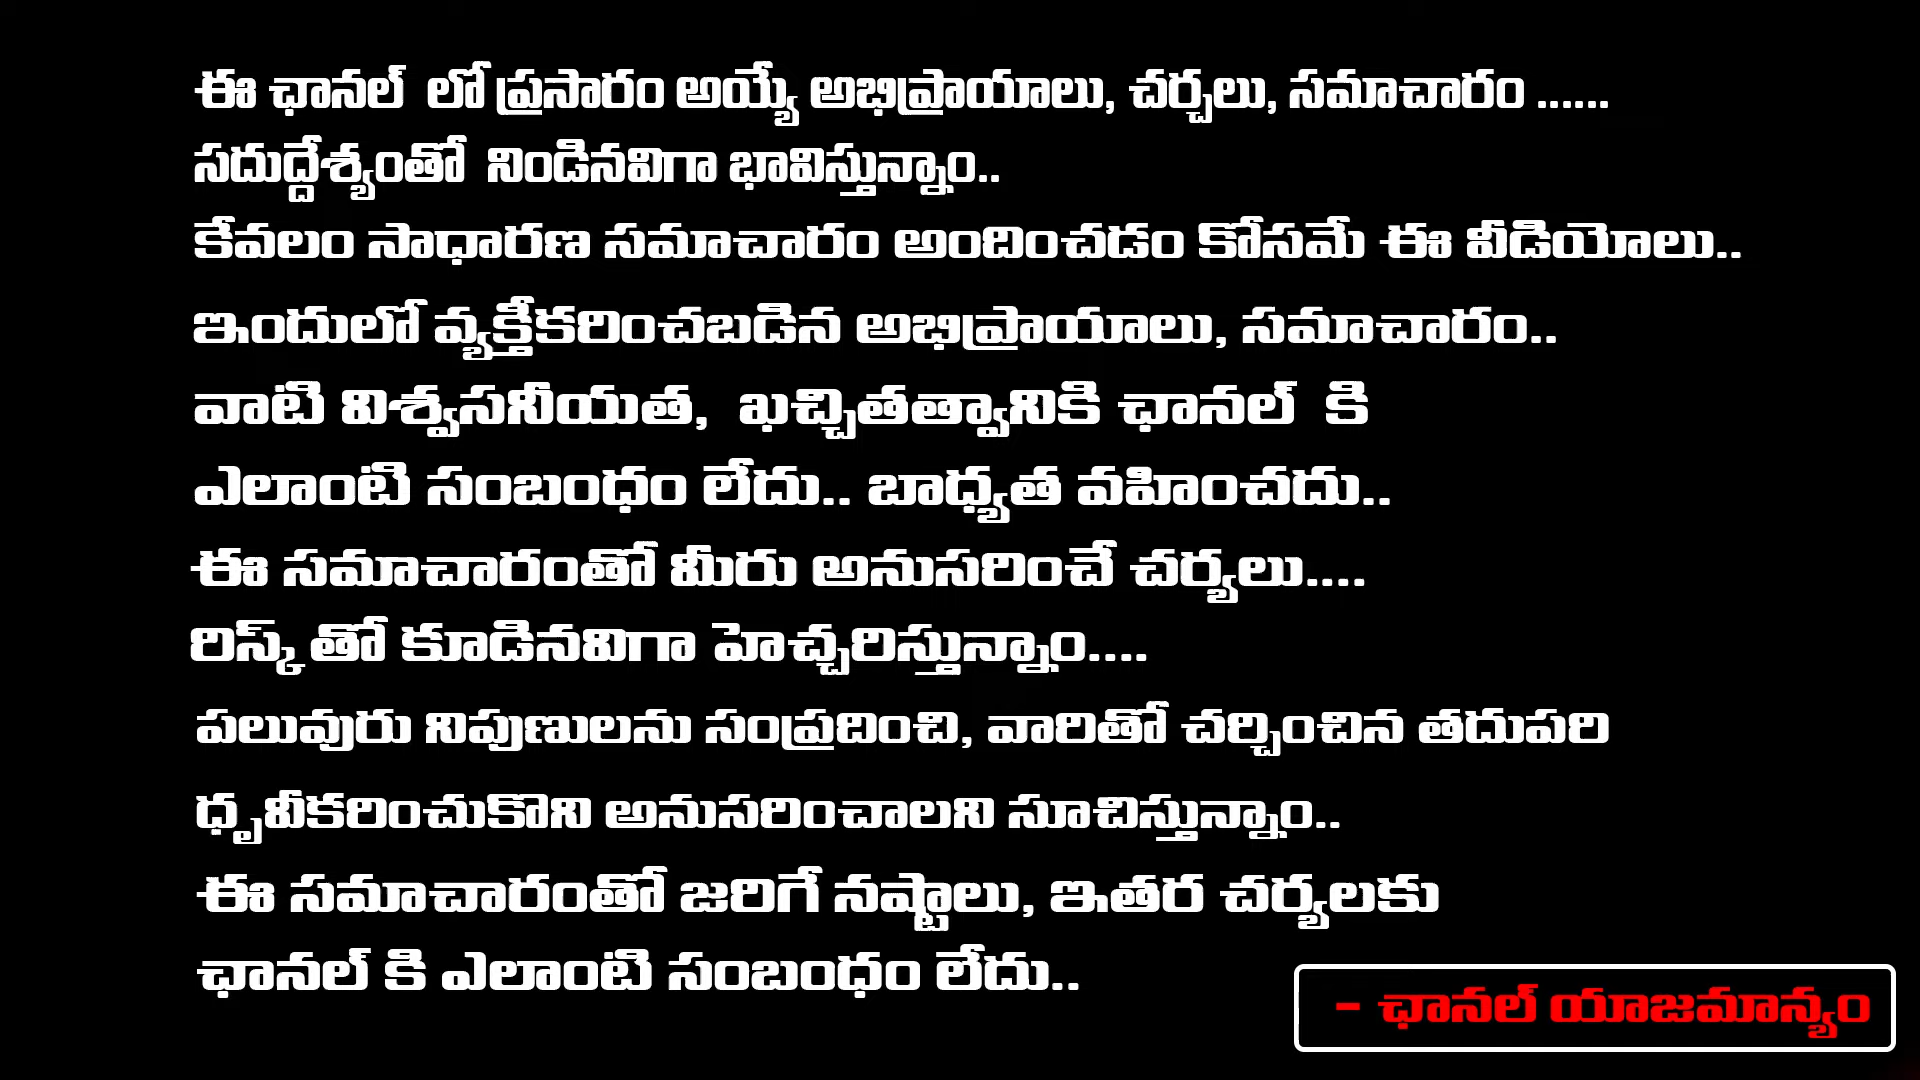 ఈ ఛానల్ లో ప్రసారం అయ్యే అభిప్రాయాలు, చర్చలు, సమాచారం ......
సదుద్దేశ్యంతో నిండినవిగా భావిస్తున్నాం..
కేవలం సాధారణ సమాచారం అందించడం కోసమే ఈ వీడియోలు..
ఇందులో వ్యక్తీకరించబడిన అభిప్రాయాలు, సమాచారం..
వాటి విశ్వసనీయత, ఖచ్చితత్వానికి ఛానల్ కి
ఎలాంటి సంబంధం లేదు.. బాధ్యత వహించదు..
ఈ సమాచారంతో మీరు అనుసరించే చర్యలు....
రిస్క్ తో కూడినవిగా హెచ్చరిస్తున్నాం....
పలువురు నిపుణులను సంప్రదించి, వారితో చర్చించిన తదుపరి
ధృవీకరించుకొని అనుసరించాలని సూచిస్తున్నాం..
ఈ సమాచారంతో జరిగే నష్టాలు, ఇతర చర్యలకు
ఛానల్ కి ఎలాంటి సంబంధం లేదు..
- ఛానల్ యాజమాన్యం